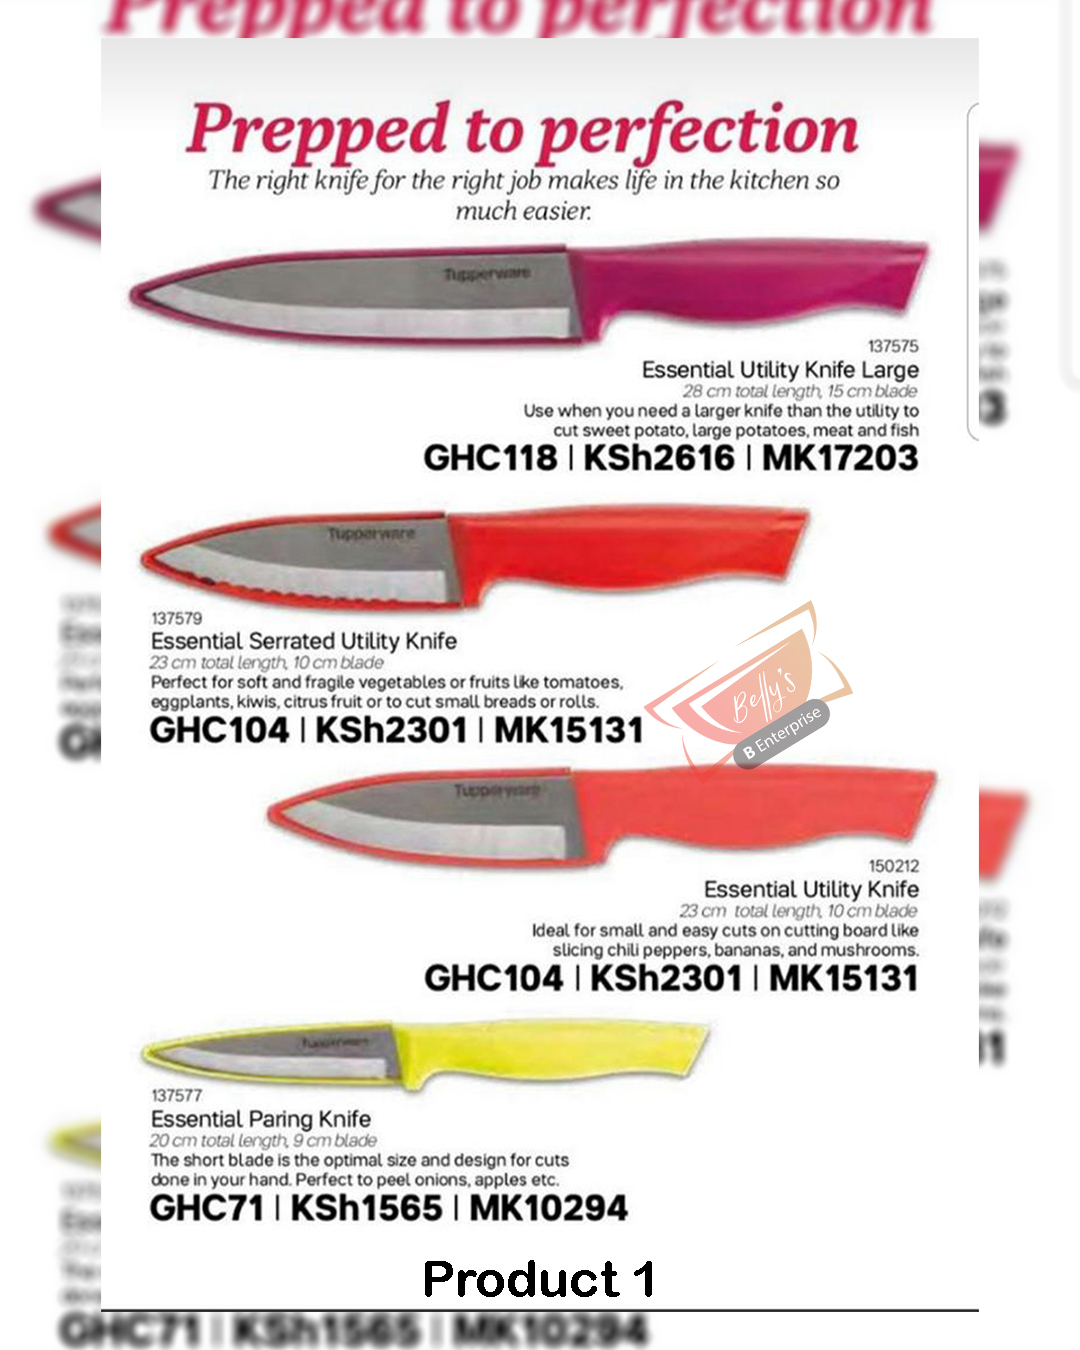 Prepped to perfection
Prepped to perfection
The right knife for the right job makes life in the kitchen so
much easier.
Tupperware
137575
Essential Utility Knife Large
28 cm total length, 15 cm blade
Use when you need a larger knife than the utility to
cut sweet potato, large potatoes, meat and fish
GHC118 | KSh2616 | MK17203
Tupperware
137579
Essential Serrated Utility Knife
23 cm total length, 10 cm blade
Perfect for soft and fragile vegetables or fruits like tomatoes,
eggplants, kiwis, citrus fruit or to cut small breads or rolls.
GHC104 | KSh2301 | MK15131
Belly's
B Enterprise
Tupperware
150212
Essential Utility Knife
23 cm total length, 10 cm blade
Ideal for small and easy cuts on cutting board like
slicing chili peppers, bananas, and mushrooms.
GHC104 | KSh2301 | MK15131
Tupperware
137577
Essential Paring Knife
20 cm total length, 9 cm blade
The short blade is the optimal size and design for cuts
done in your hand. Perfect to peel onions, apples etc.
GHC71 | KSh1565 | MK10294
Product 1
GHC71 | KSh1565 | MK10294